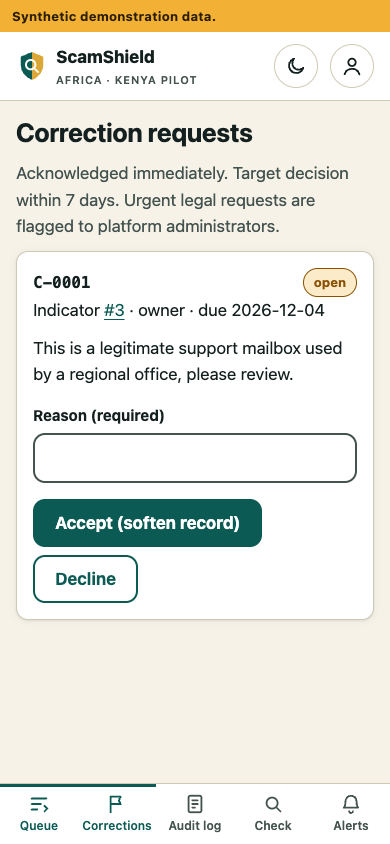 Synthetic demonstration data.
ScamShield
AFRICA · KENYA PILOT
Correction requests
Acknowledged immediately. Target decision
within 7 days. Urgent legal requests are
flagged to platform administrators.
C-0001
open
Indicator #3 · owner · due 2026-12-04
This is a legitimate support mailbox used
by a regional office, please review.
Reason (required)
Accept (soften record)
Decline
Queue
Corrections
Audit log
Check
Alerts